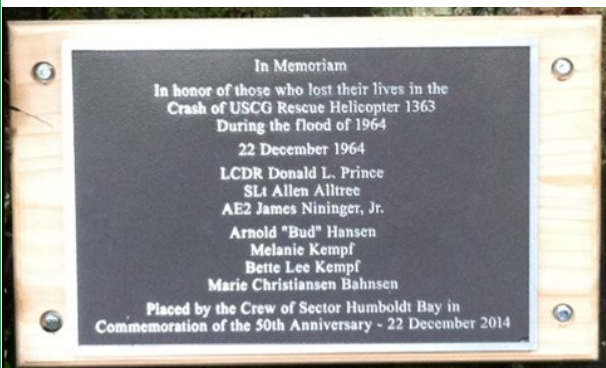 In Memoriam
In honor of those who lost their lives in the
Crash of USCG Rescue Helicopter 1363
During the flood of 1964
22 December 1964
LCDR Donald L. Prince
SLt Allen Alltree
AE2 James Nininger, Jr.
Arnold "Bud" Hansen
Melanie Kempf
Bette Lee Kempf
Marie Christiansen Bahnsen
Placed by the Crew of Sector Humboldt Bay in
Commemoration of the 50th Anniversary - 22 December 2014